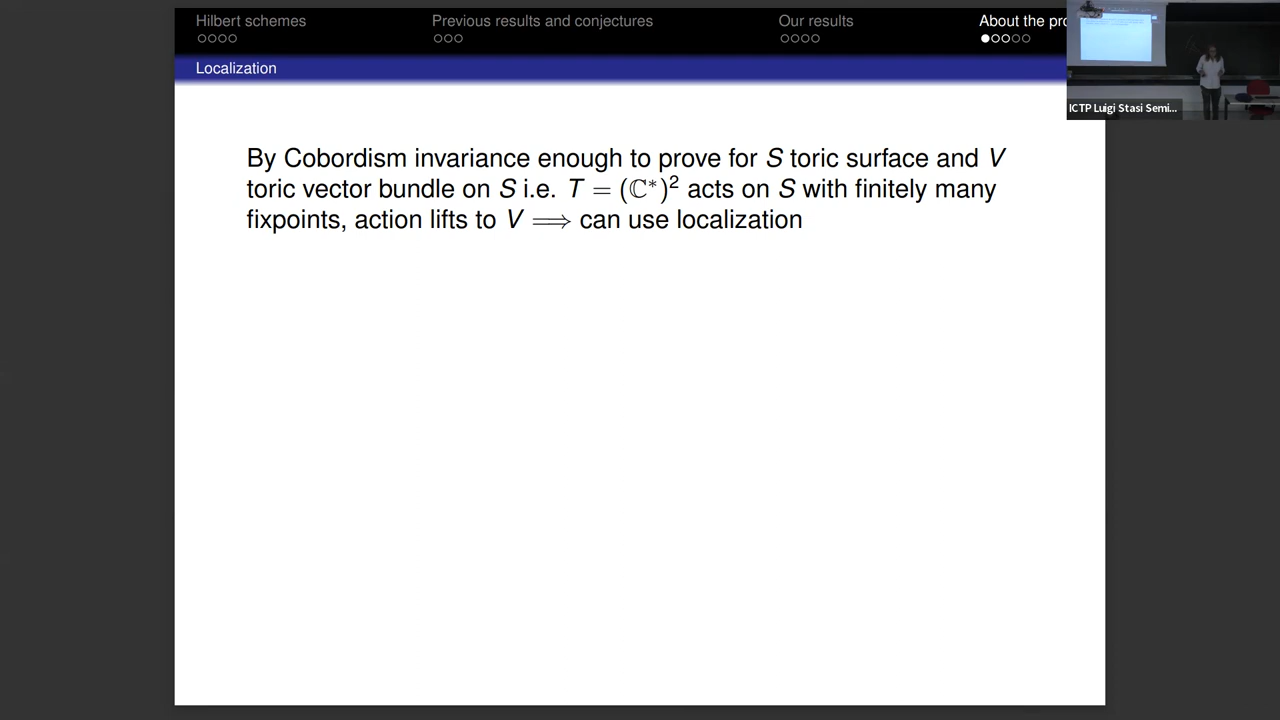 Hilbert schemes
Previous results and conjectures
Our results
About the pro
ICTP Luigi Stasi Semi...
Localization
By Cobordism invariance enough to prove for S toric surface and V
toric vector bundle on S i.e. T = (ℂ*)² acts on S with finitely many
fixpoints, action lifts to V ⟹ can use localization